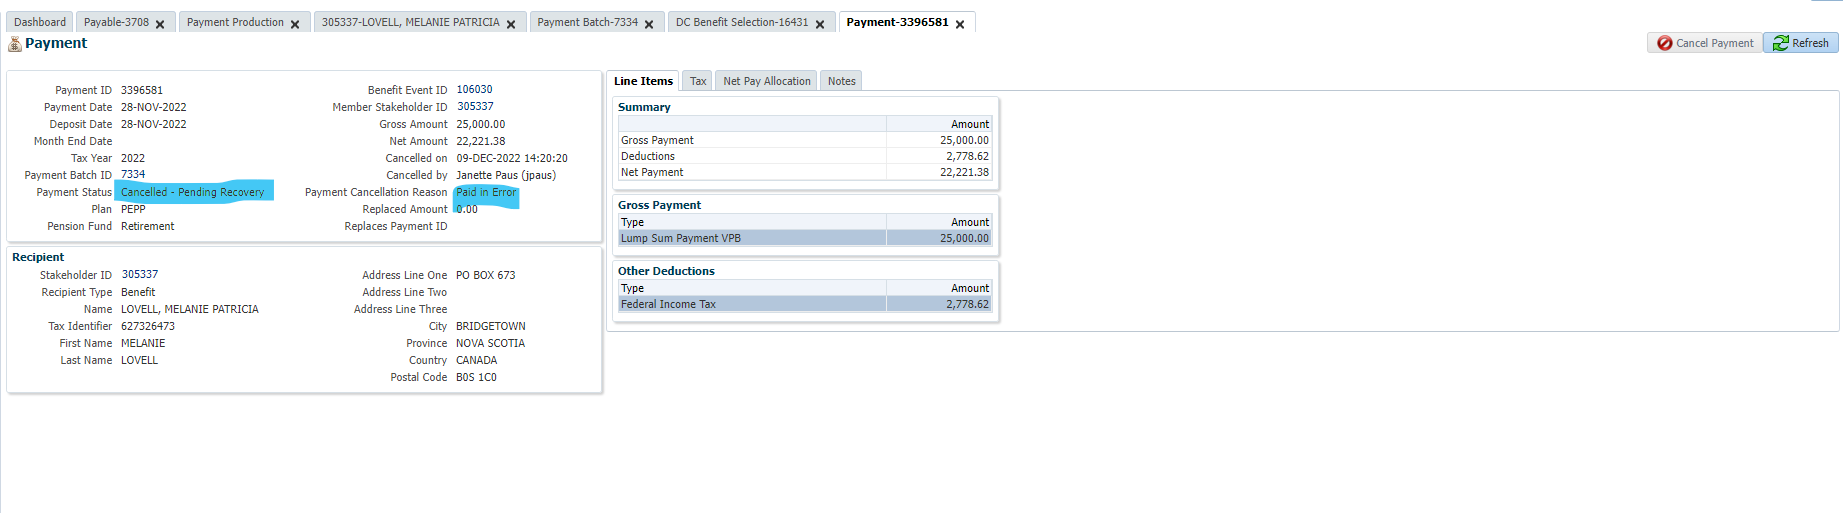 Dashboard Payable-3708 Payment Production 305337-LOVELL, MELANIE PATRICIA Payment Batch-7334 DC Benefit Selection-16431 Payment-3396581
Payment
Cancel Payment Refresh
Payment ID 3396581 Benefit Event ID 106030
Payment Date 28-NOV-2022 Member Stakeholder ID 305337
Deposit Date 28-NOV-2022 Gross Amount 25,000.00
Month End Date Net Amount 22,221.38
Tax Year 2022 Cancelled on 09-DEC-2022 14:20:20
Payment Batch ID 7334 Cancelled by Janette Paus (jpaus)
Payment Status Cancelled - Pending Recovery Payment Cancellation Reason Paid in Error
Plan PEPP Replaced Amount 0.00
Pension Fund Retirement Replaces Payment ID
Recipient
Stakeholder ID 305337 Address Line One PO BOX 673
Recipient Type Benefit Address Line Two
Name LOVELL, MELANIE PATRICIA Address Line Three
Tax Identifier 627326473 City BRIDGETOWN
First Name MELANIE Province NOVA SCOTIA
Last Name LOVELL Country CANADA
Postal Code B0S 1C0
Line Items Tax Net Pay Allocation Notes
Summary
Amount
Gross Payment 25,000.00
Deductions 2,778.62
Net Payment 22,221.38
Gross Payment
Type Amount
Lump Sum Payment VPB 25,000.00
Other Deductions
Type Amount
Federal Income Tax 2,778.62